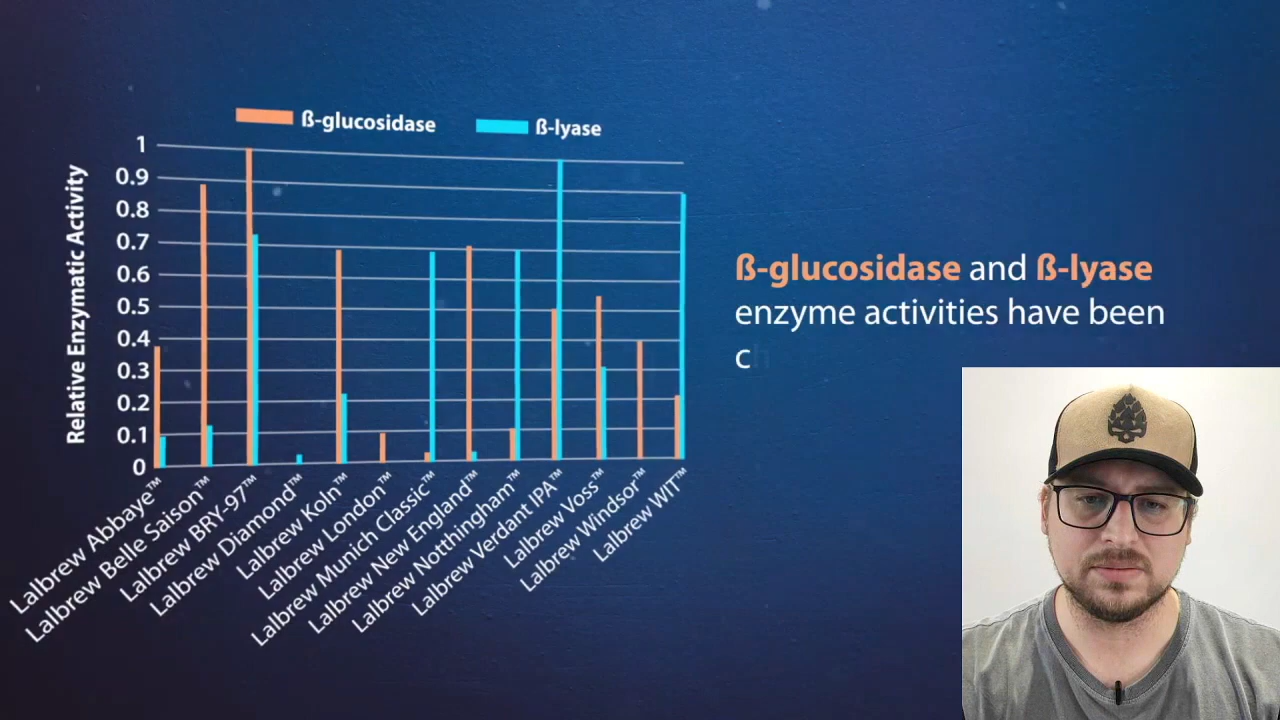 ß-glucosidase ß-lyase
Relative Enzymatic Activity
1
0.9
0.8
0.7
0.6
0.5
0.4
0.3
0.2
0.1
0
Lalbrew Abbaye™
Lalbrew Belle Saison™
Lalbrew BRY-97™
Lalbrew Diamond™
Lalbrew Koln™
Lalbrew London™
Lalbrew Munich Classic™
Lalbrew New England™
Lalbrew Notthingham™
Lalbrew Verdant IPA™
Lalbrew Voss™
Lalbrew Windsor™
Lalbrew WIT™
ß-glucosidase and ß-lyase
enzyme activities have been
ch